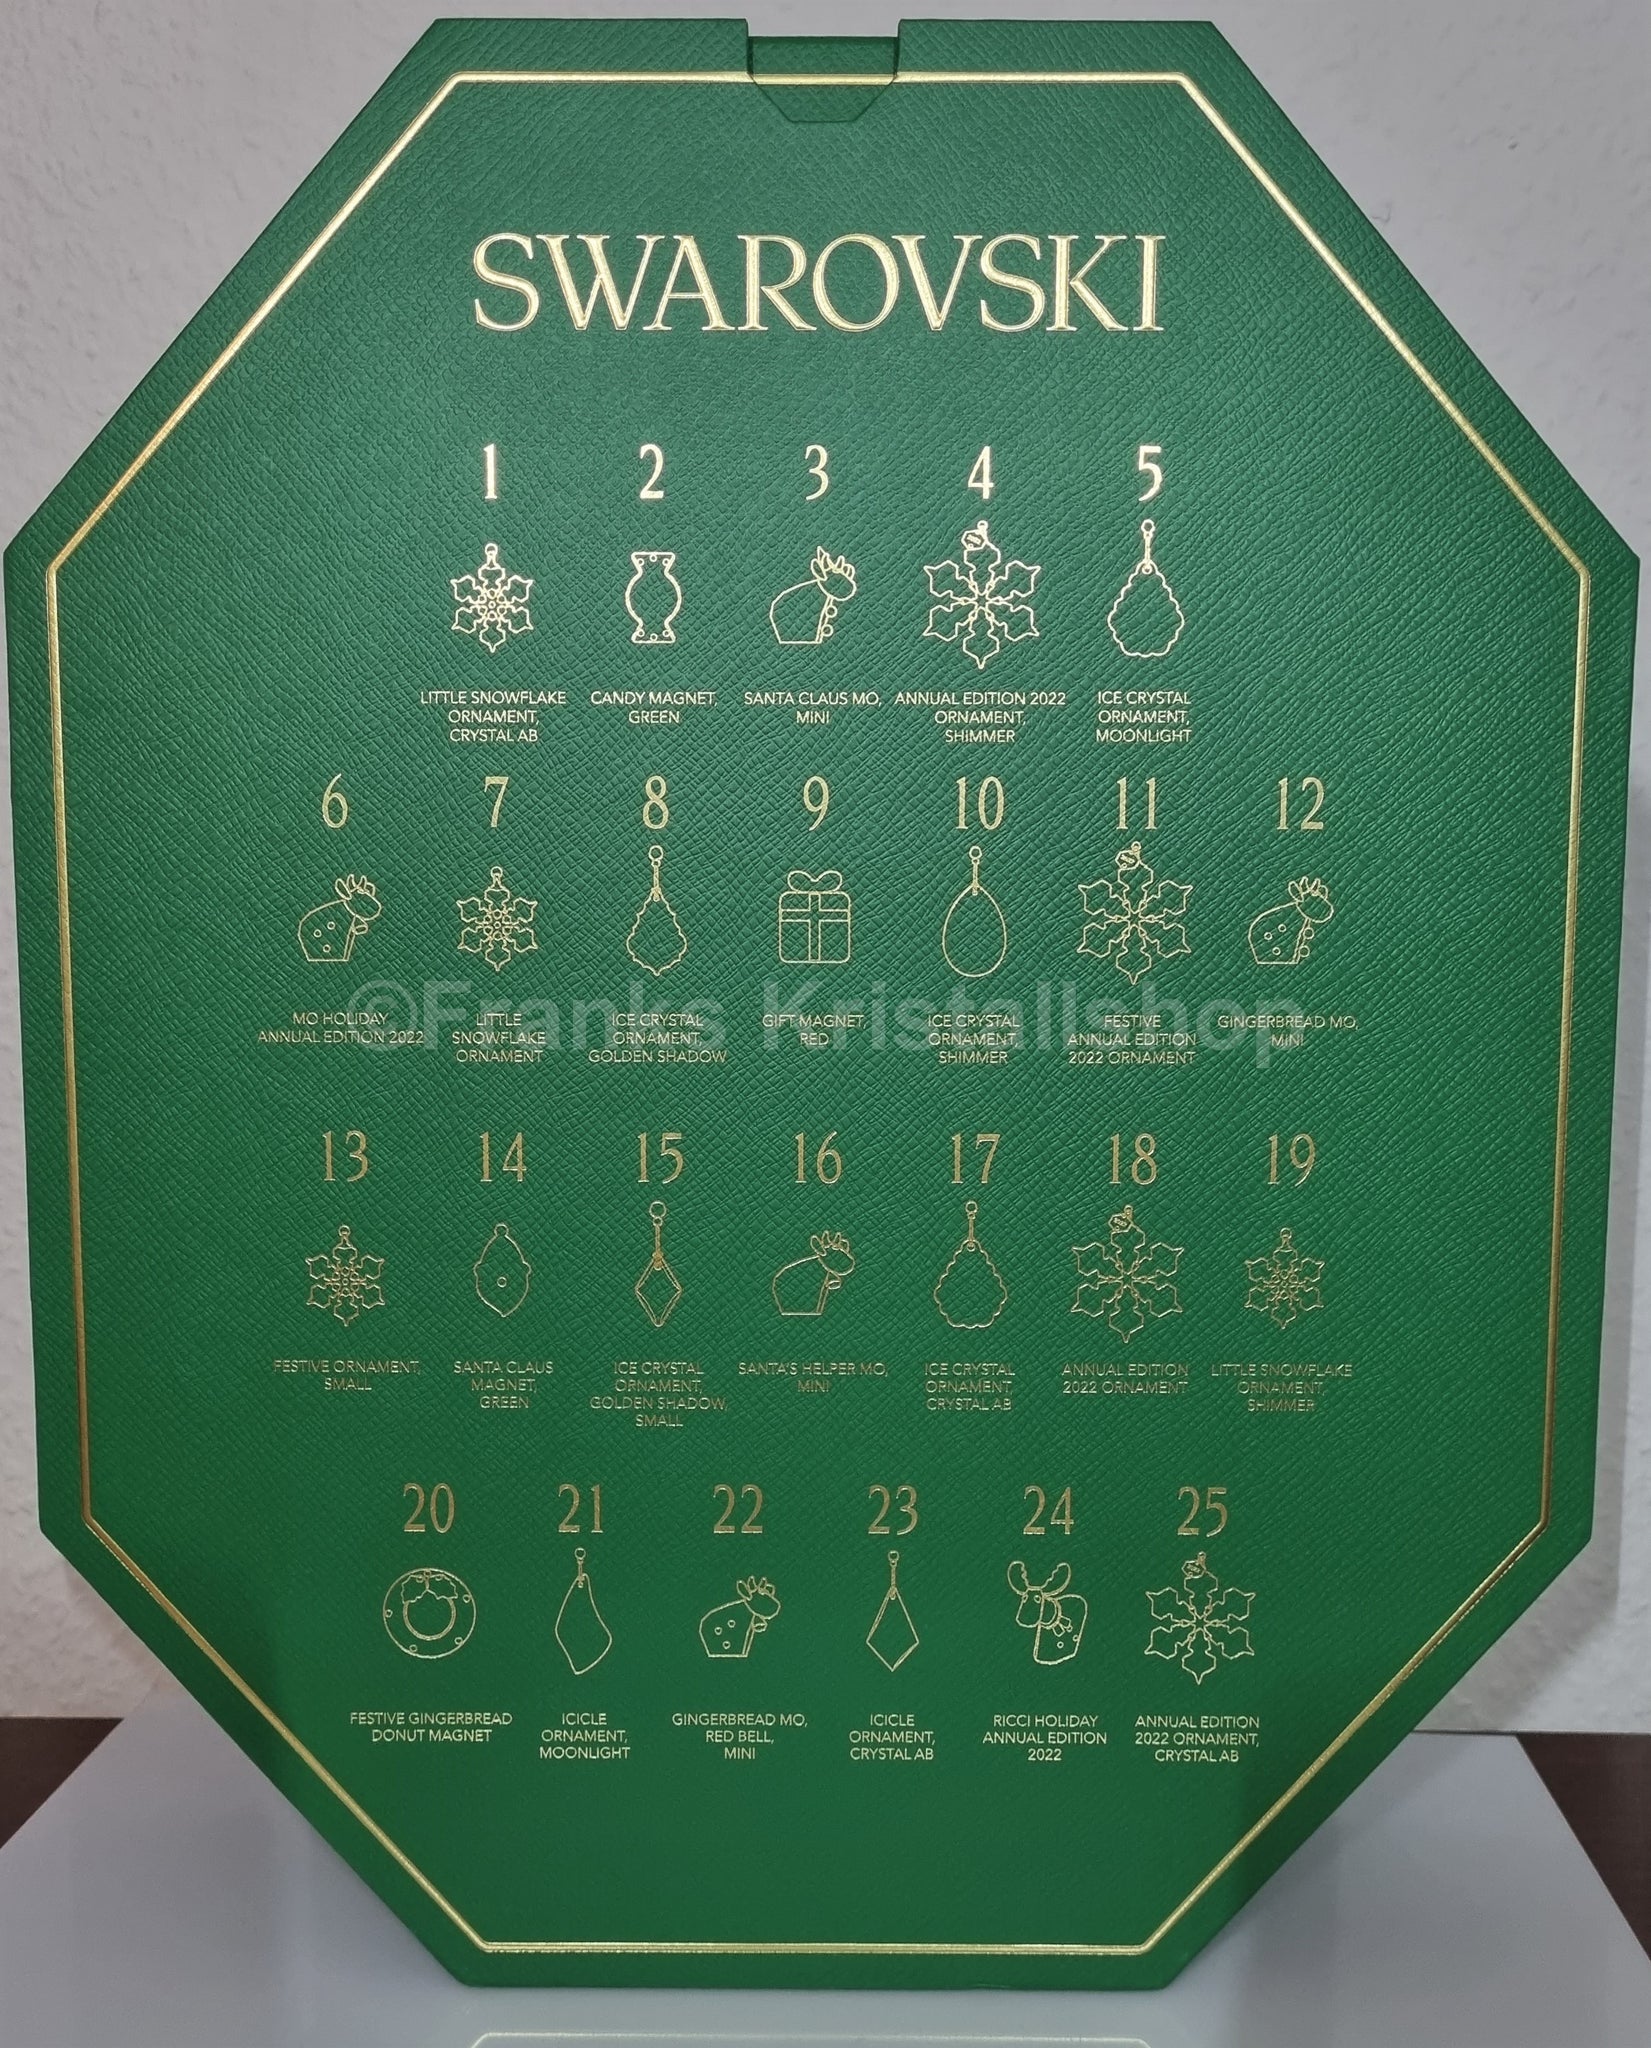 SWAROVSKI
1 2 3 4 5
LITTLE SNOWFLAKE
ORNAMENT,
CRYSTAL AB
CANDY MAGNET,
GREEN
SANTA CLAUS MO,
MINI
ANNUAL EDITION 2022
ORNAMENT,
SHIMMER
ICE CRYSTAL
ORNAMENT,
MOONLIGHT
6 7 8 9 10 11 12
MO HOLIDAY
ANNUAL EDITION 2022
LITTLE
SNOWFLAKE
ORNAMENT
ICE CRYSTAL
ORNAMENT,
GOLDEN SHADOW
GIFT MAGNET,
RED
ICE CRYSTAL
ORNAMENT,
SHIMMER
FESTIVE
ANNUAL EDITION
2022 ORNAMENT
GINGERBREAD MO,
MINI
©Franks Kristallshop
13 14 15 16 17 18 19
FESTIVE ORNAMENT,
SMALL
SANTA CLAUS
MAGNET,
GREEN
ICE CRYSTAL
ORNAMENT,
GOLDEN SHADOW,
SMALL
SANTA'S HELPER MO,
MINI
ICE CRYSTAL
ORNAMENT,
CRYSTAL AB
ANNUAL EDITION
2022 ORNAMENT
LITTLE SNOWFLAKE
ORNAMENT,
SHIMMER
20 21 22 23 24 25
FESTIVE GINGERBREAD
DONUT MAGNET
ICICLE
ORNAMENT,
MOONLIGHT
GINGERBREAD MO,
RED BELL,
MINI
ICICLE
ORNAMENT,
CRYSTAL AB
RICCI HOLIDAY
ANNUAL EDITION
2022
ANNUAL EDITION
2022 ORNAMENT,
CRYSTAL AB